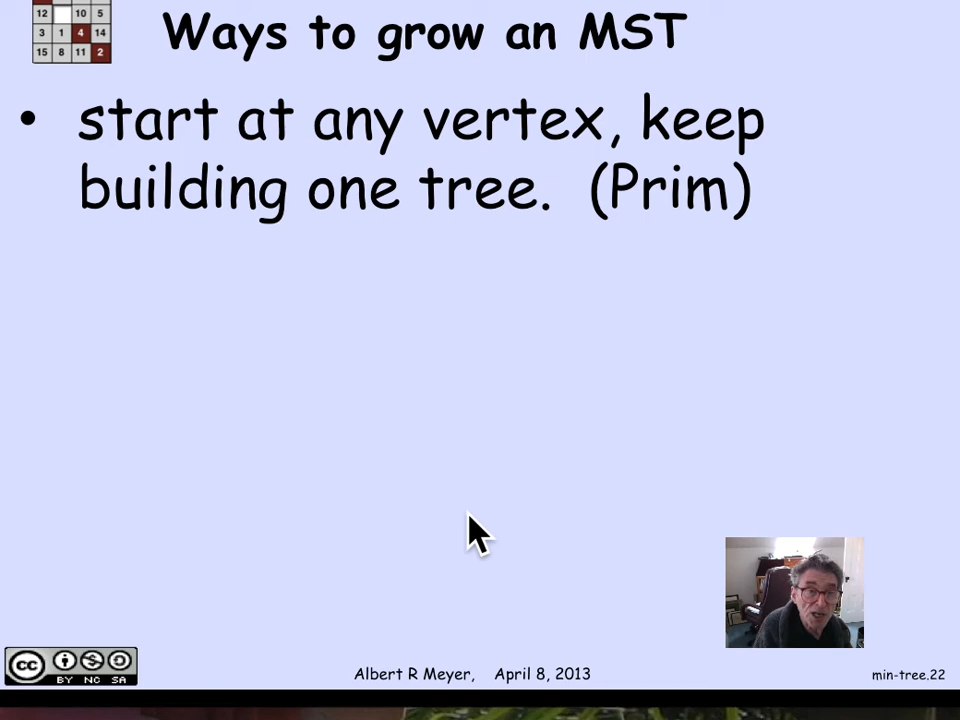 12 10 5
3 1 4 14
15 8 11 2
Ways to grow an MST
• start at any vertex, keep
building one tree. (Prim)
cc BY NC SA
Albert R Meyer, April 8, 2013
min-tree.22